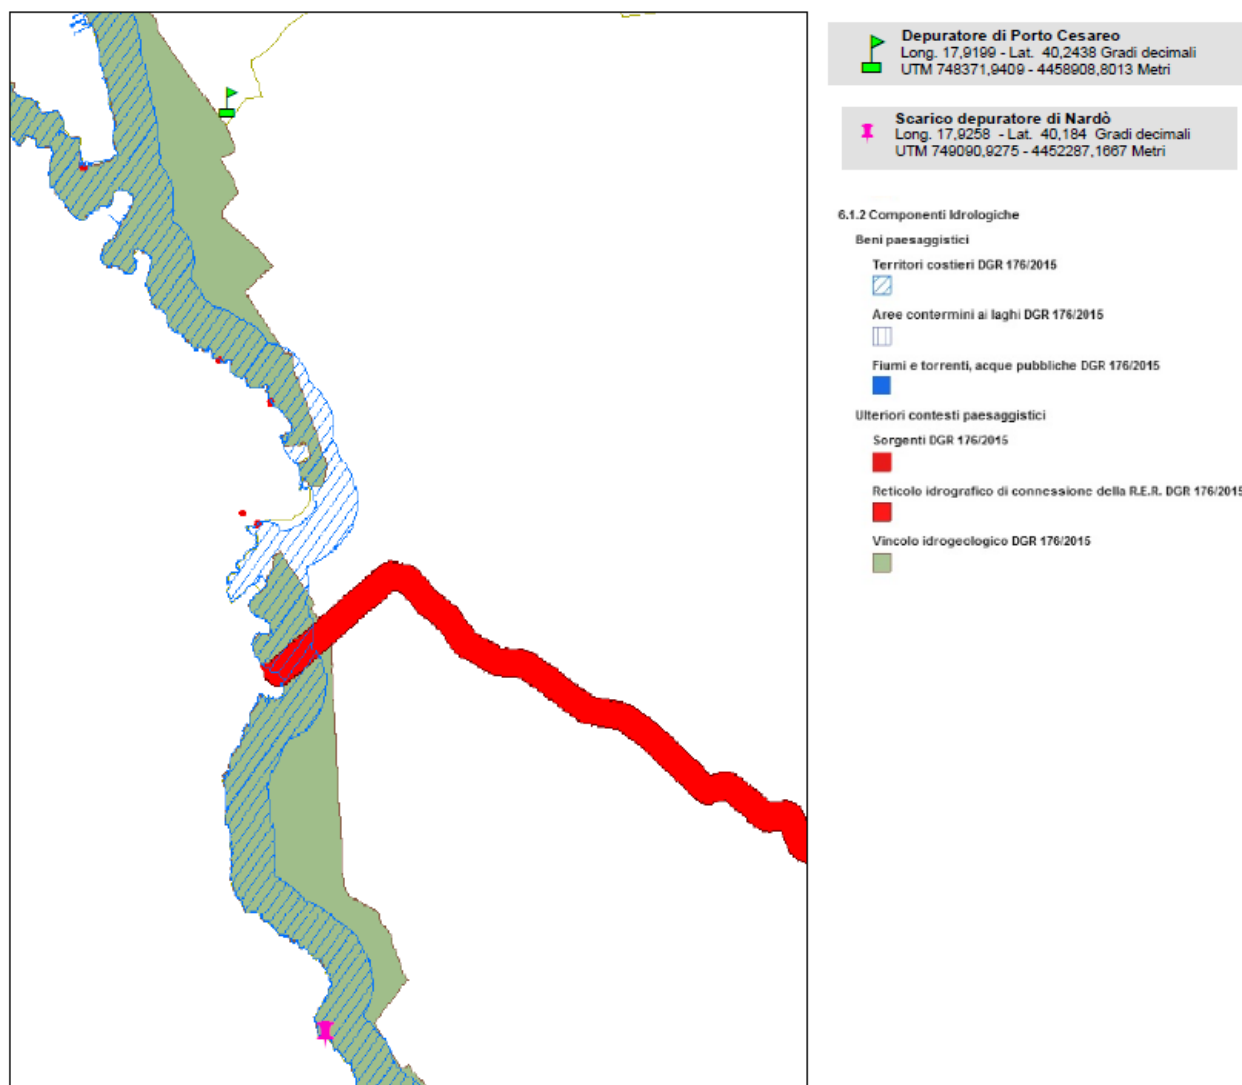 Depuratore di Porto Cesareo
Long. 17,9199 - Lat. 40,2438 Gradi decimali
UTM 748371,9409 - 4458908,8013 Metri
Scarico depuratore di Nardò
Long. 17,9258 - Lat. 40,184 Gradi decimali
UTM 749090,9275 - 4452287,1667 Metri
6.1.2 Componenti Idrologiche
Beni paesaggistici
Territori costieri DGR 176/2015
Aree contermini ai laghi DGR 176/2015
Fiumi e torrenti, acque pubbliche DGR 176/2015
Ulteriori contesti paesaggistici
Sorgenti DGR 176/2015
Reticolo idrografico di connessione della R.E.R. DGR 176/2015
Vincolo idrogeologico DGR 176/2015